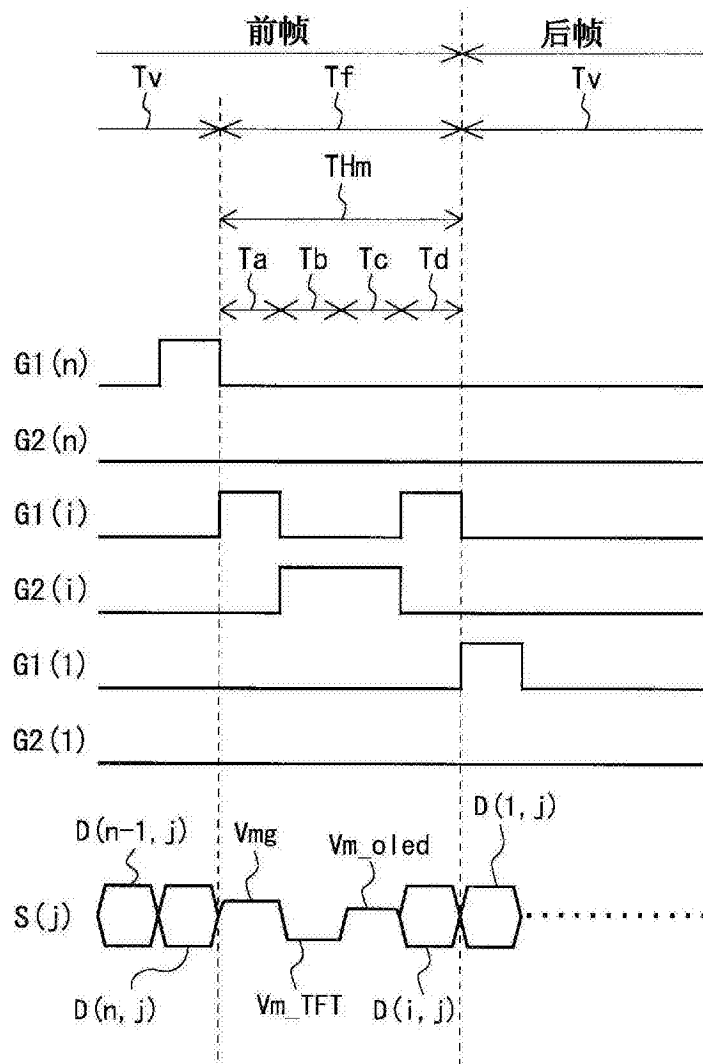 前帧 后帧
Tv Tf Tv
THm
Ta Tb Tc Td
G1(n)
G2(n)
G1(i)
G2(i)
G1(1)
G2(1)
D(n-1,j) Vmg Vm_oled D(1,j)
S(j)
D(n,j) Vm_TFT D(i,j)